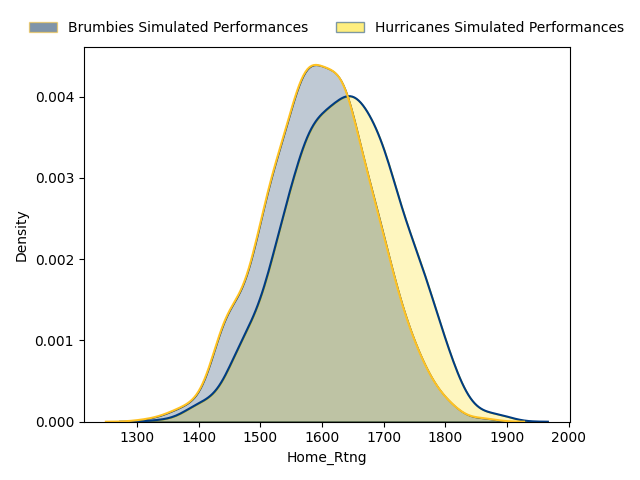 Brumbies Simulated Performances Hurricanes Simulated Performances
0.004
0.003
0.002
0.001
0.000
Density
1300 1400 1500 1600 1700 1800 1900 2000
Home_Rtng